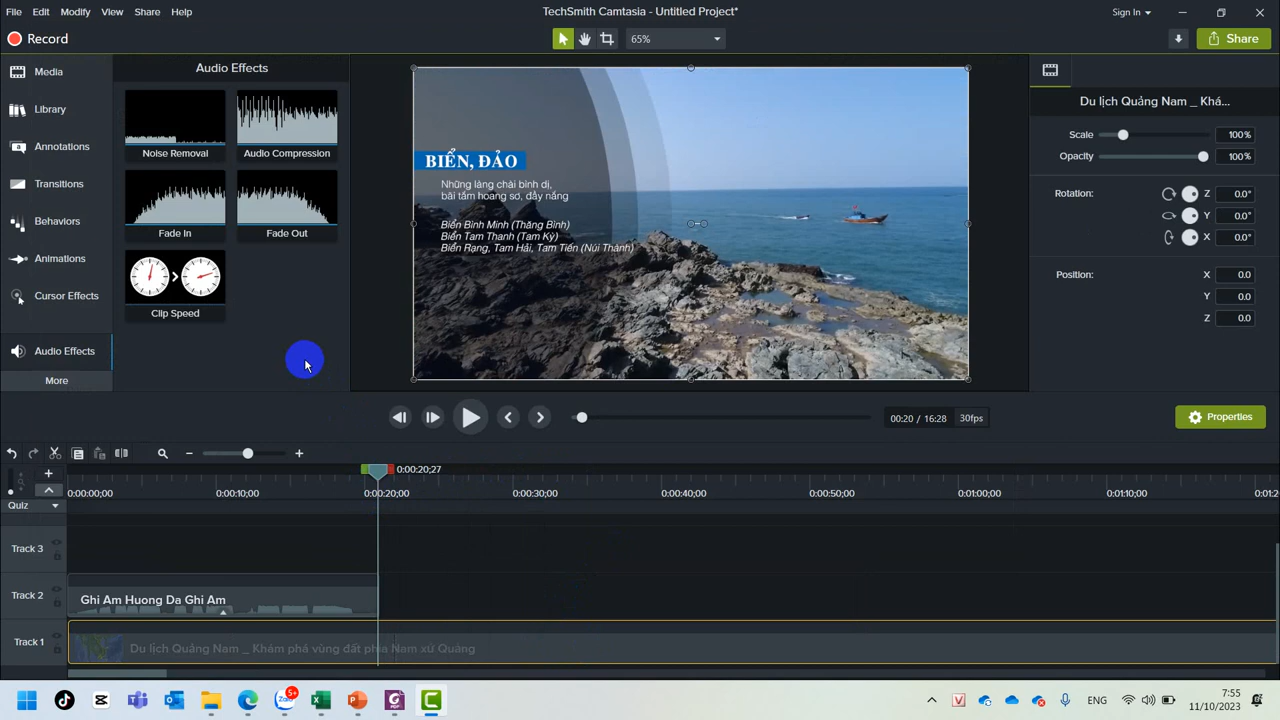 File Edit Modify View Share Help
TechSmith Camtasia - Untitled Project*
Sign In
Record
65%
Share
Media
Library
Annotations
Transitions
Behaviors
Animations
Cursor Effects
Audio Effects
More
Audio Effects
Noise Removal
Audio Compression
Fade In
Fade Out
Clip Speed
BIỂN, ĐẢO
Những làng chài bình dị,
bãi tắm hoang sơ, đầy nắng
Biển Bình Minh (Thăng Bình)
Biển Tam Thanh (Tam Kỳ)
Biển Rạng, Tam Hải, Tam Tiến (Núi Thành)
Du lịch Quảng Nam _ Khá...
Scale 100%
Opacity 100%
Rotation: Z 0.0°
Y 0.0°
X 0.0°
Position: X 0.0
Y 0.0
Z 0.0
00:20 / 16:28 30fps
Properties
0:00:20;27
0:00:00;00 0:00:10;00 0:00:20;00 0:00:30;00 0:00:40;00 0:00:50;00 0:01:00;00 0:01:10;00 0:01:2
Quiz
Track 3
Track 2
Ghi Am Huong Da Ghi Am
Track 1
Du lịch Quảng Nam _ Khám phá vùng đất phía Nam xứ Quảng
5+
ENG
7:55
11/10/2023